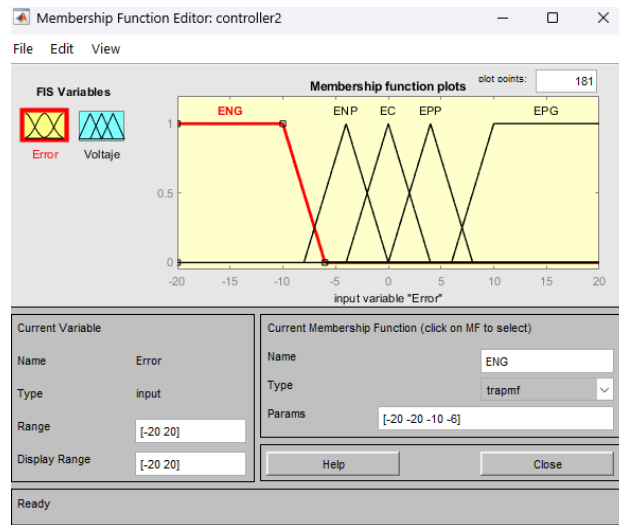 Membership Function Editor: controller2
File Edit View
FIS Variables
Error Voltaje
Membership function plots
plot points: 181
ENG ENP EC EPP EPG
1
0.5
0
-20 -15 -10 -5 0 5 10 15 20
input variable "Error"
Current Variable
Name Error
Type input
Range [-20 20]
Display Range [-20 20]
Current Membership Function (click on MF to select)
Name ENG
Type trapmf
Params [-20 -20 -10 -6]
Help Close
Ready